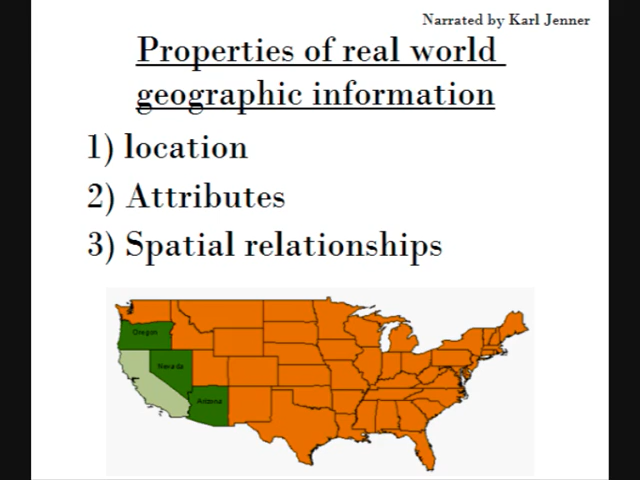 Narrated by Karl Jenner
Properties of real world
geographic information
1) location
2) Attributes
3) Spatial relationships
Oregon
Nevada
Arizona